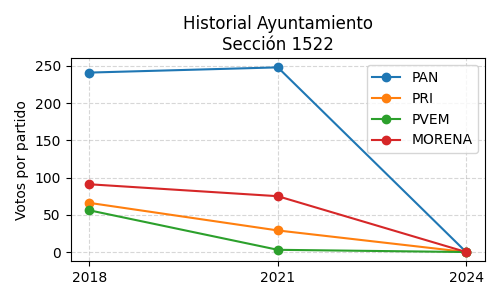 Historial Ayuntamiento
Sección 1522
Votos por partido
250
200
150
100
50
0
2018
2021
2024
PAN
PRI
PVEM
MORENA